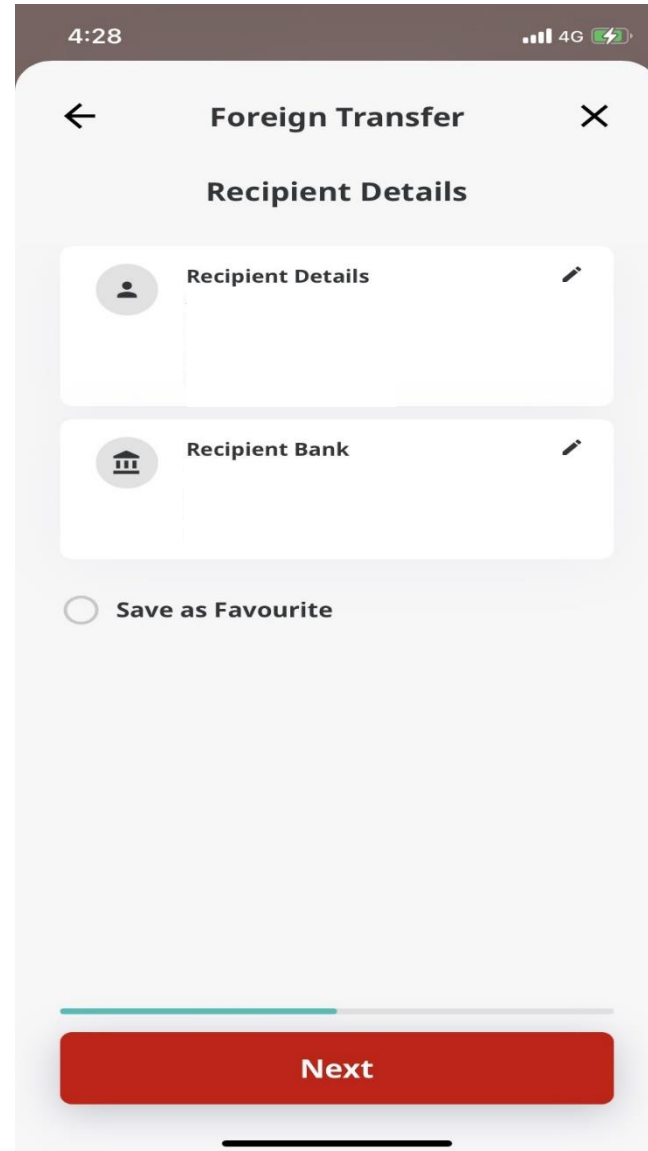 4:28 4G
Foreign Transfer
Recipient Details
Recipient Details
Recipient Bank
Save as Favourite
Next